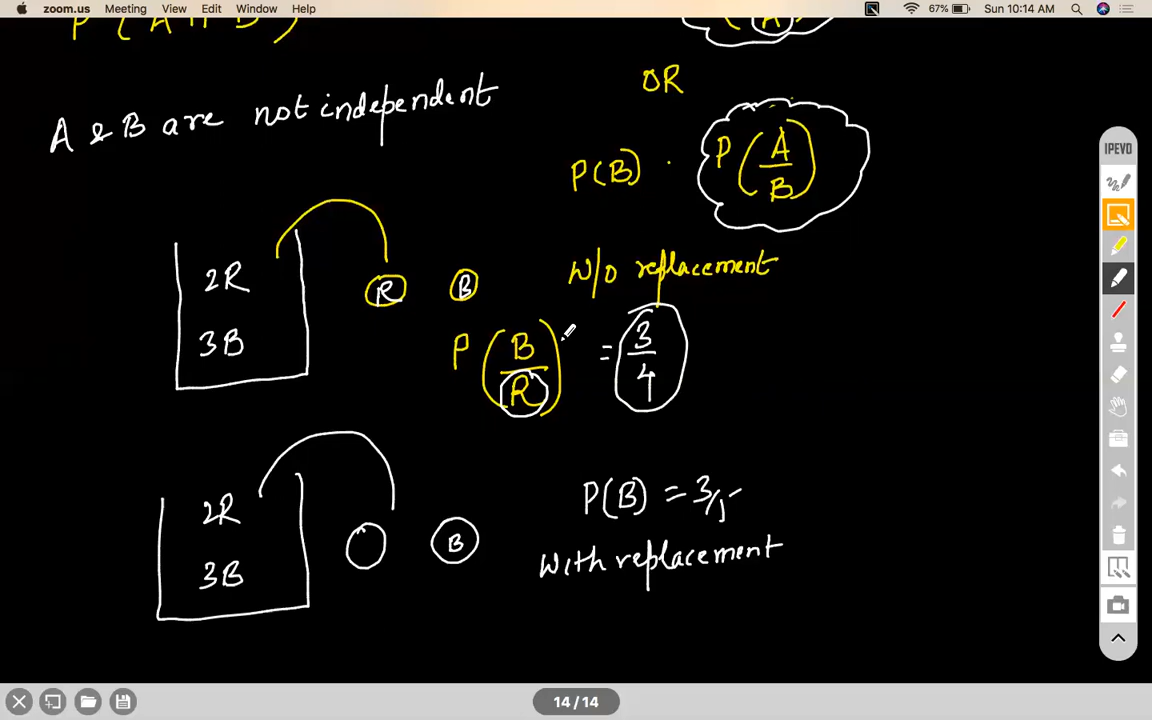 zoom.us Meeting View Edit Window Help 67% Sun 10:14 AM
P(A∩B)
(A)
OR
A & B are not independent
P(B) · P(A/B)
IPEVO
2R
3B
R B
W/O replacement
P(B/R) = 3/4
2R
3B
B
P(B) = 3/5
With replacement
14 / 14